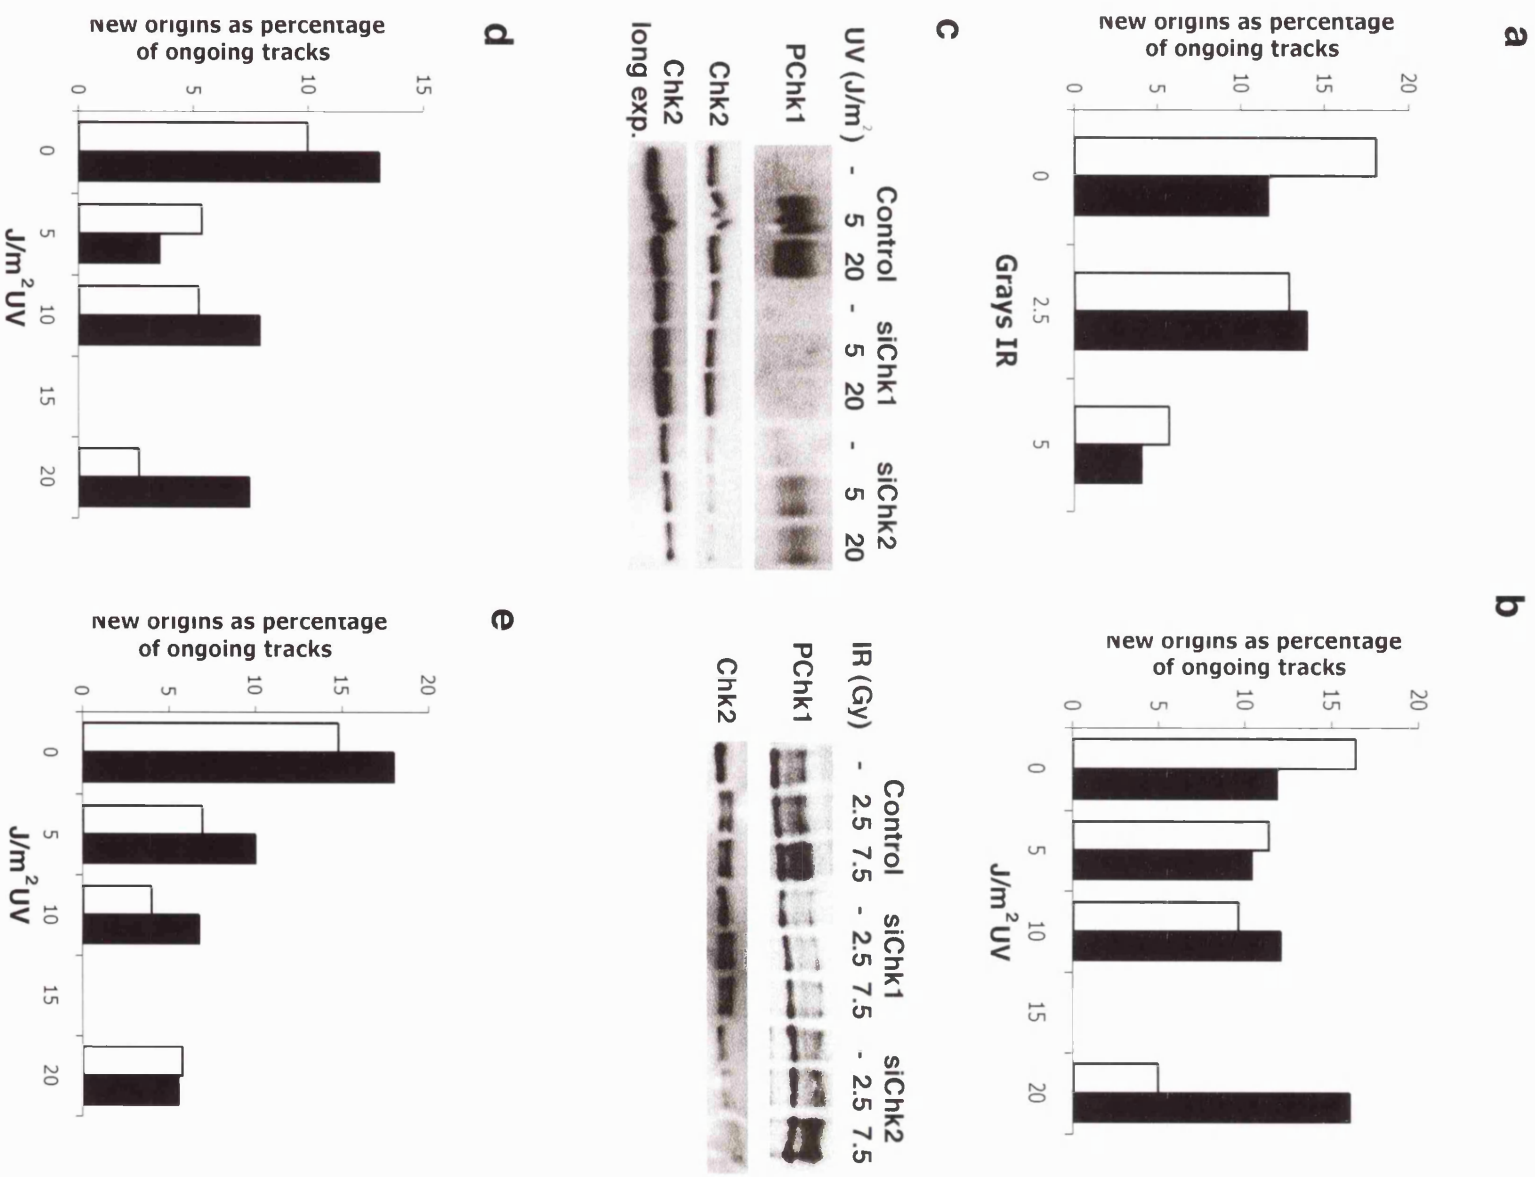 a
New origins as percentage
of ongoing tracks
20
15
10
5
0
0
2.5
5
Grays IR
b
New origins as percentage
of ongoing tracks
20
15
10
5
0
0
5
10
15
20
J/m²UV
c
Control siChk1 siChk2
UV (J/m²) - 5 20 - 5 20 - 5 20
PChk1
Chk2
Chk2
long exp.
Control siChk1 siChk2
IR (Gy) - 2.5 7.5 - 2.5 7.5 - 2.5 7.5
PChk1
Chk2
d
New origins as percentage
of ongoing tracks
15
10
5
0
0
5
10
15
20
J/m²UV
e
New origins as percentage
of ongoing tracks
20
15
10
5
0
0
5
10
15
20
J/m²UV